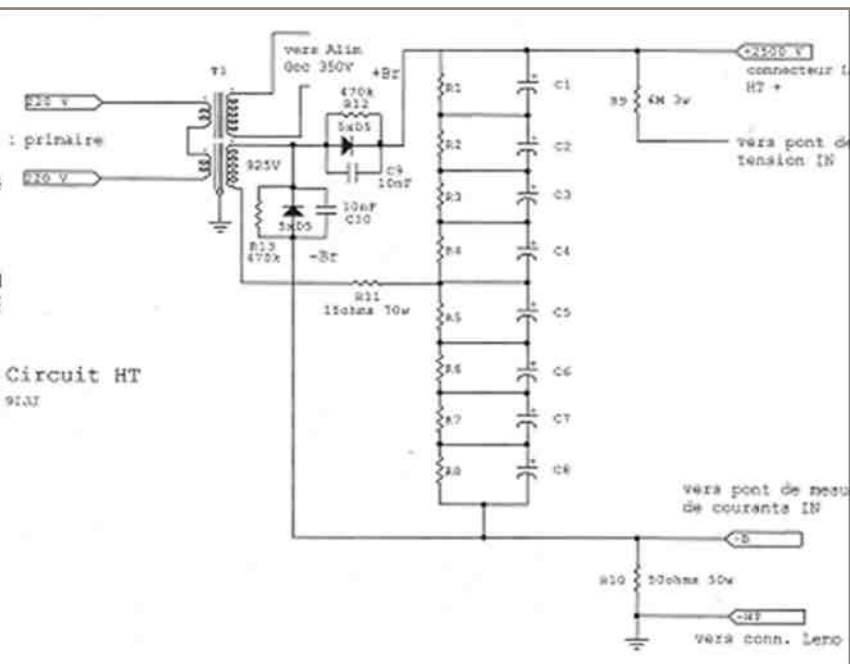 vers Alim
Gcc 350V
T1
+Br
220 V
: primaire
220 V
470k
R12
5xD5
C9
10nF
925V
10nF
C10
5xD5
R13
470k
-Br
R11
15ohms 70w
R1
C1
R2
C2
R3
C3
R4
C4
R5
C5
R6
C6
R7
C7
R8
C8
+2500 V
connecteur L
HT +
R9
6M 3w
vers pont de
tension IN
Circuit HT
vers pont de mesu
de courants IN
-B
R10
50ohms 50w
-HT
vers conn. Leno